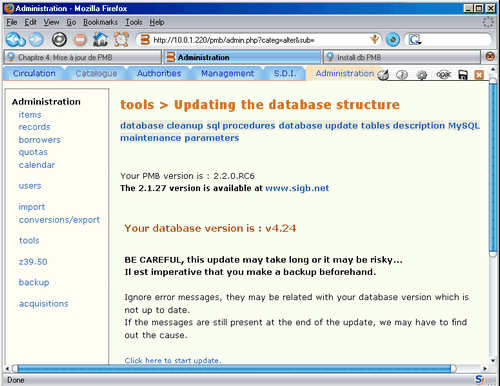 Administration - Mozilla Firefox
File Edit View Go Bookmarks Tools Help
http://10.0.1.220/pmb/admin.php?categ=alter&sub=
Chapitre 4. Mise à jour de PMB Administration Install db PMB
Circulation Catalogue Authorities Management S.D.I. Administration
Administration
items
records
borrowers
quotas
calendar
users
import
conversions/export
tools
z39.50
backup
acquisitions
tools > Updating the database structure
database cleanup sql procedures database update tables description MySQL
maintenance parameters
Your PMB version is : 2.2.0.RC6
The 2.1.27 version is available at www.sigb.net
Your database version is : v4.24
BE CAREFUL, this update may take long or it may be risky...
Il est imperative that you make a backup beforehand.
Ignore error messages, they may be related with your database version which is
not up to date.
If the messages are still present at the end of the update, we may have to find
out the cause.
Click here to start update.
Done